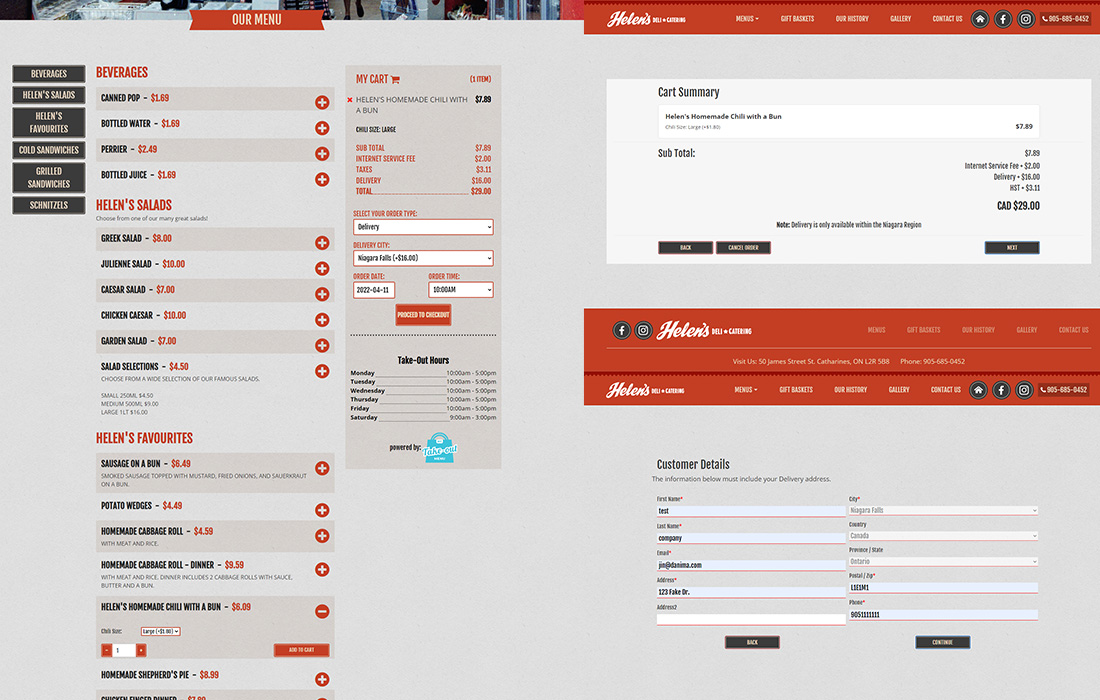 OUR MENU
BEVERAGES
HELEN'S SALADS
HELEN'S
FAVOURITES
COLD SANDWICHES
GRILLED
SANDWICHES
SCHNITZELS
BEVERAGES
CANNED POP - $1.69
BOTTLED WATER - $1.69
PERRIER - $2.49
BOTTLED JUICE - $1.69
HELEN'S SALADS
Choose from one of our many great salads!
GREEK SALAD - $8.00
JULIENNE SALAD - $10.00
CAESAR SALAD - $7.00
CHICKEN CAESAR - $10.00
GARDEN SALAD - $7.00
SALAD SELECTIONS - $4.50
CHOOSE FROM A WIDE SELECTION OF OUR FAMOUS SALADS.
SMALL 250ML $4.50
MEDIUM 500ML $9.00
LARGE 1LT $16.00
HELEN'S FAVOURITES
SAUSAGE ON A BUN - $6.49
SMOKED SAUSAGE TOPPED WITH MUSTARD, FRIED ONIONS, AND SAUERKRAUT
ON A BUN.
POTATO WEDGES - $4.49
HOMEMADE CABBAGE ROLL - $4.59
WITH MEAT AND RICE.
HOMEMADE CABBAGE ROLL - DINNER - $9.59
WITH MEAT AND RICE, DINNER INCLUDES 2 CABBAGE ROLLS WITH SAUCE,
BUTTER AND A BUN.
HELEN'S HOMEMADE CHILI WITH A BUN - $6.09
Chili Size: Large (+$1.80)
- 1 + ADD TO CART
HOMEMADE SHEPHERD'S PIE - $8.99
CHICKEN FINGER DINNER - $7.89
MY CART (1 ITEM)
HELEN'S HOMEMADE CHILI WITH $7.89
A BUN
CHILI SIZE: LARGE
SUB TOTAL $7.89
INTERNET SERVICE FEE $2.00
TAXES $3.11
DELIVERY $16.00
TOTAL $29.00
SELECT YOUR ORDER TYPE:
Delivery
DELIVERY CITY:
Niagara Falls (+$16.00)
ORDER DATE: ORDER TIME:
2022-04-11 10:00AM
PROCEED TO CHECKOUT
Take-Out Hours
Monday 10:00am - 5:00pm
Tuesday 10:00am - 5:00pm
Wednesday 10:00am - 5:00pm
Thursday 10:00am - 5:00pm
Friday 10:00am - 5:00pm
Saturday 9:00am - 3:00pm
powered by: Take-out
Helen's DELI ★ CATERING MENUS GIFT BASKETS OUR HISTORY GALLERY CONTACT US 905-685-0452
Cart Summary
Helen's Homemade Chili with a Bun
Chili Size: Large (+$1.80) $7.89
Sub Total: $7.89
Internet Service Fee + $2.00
Delivery + $16.00
HST + $3.11
CAD $29.00
Note: Delivery is only available within the Niagara Region
BACK CANCEL ORDER NEXT
Helen's DELI ★ CATERING MENUS GIFT BASKETS OUR HISTORY GALLERY CONTACT US
Visit Us: 50 James Street St. Catharines, ON L2R 5B8 Phone: 905-685-0452
Helen's DELI ★ CATERING MENUS GIFT BASKETS OUR HISTORY GALLERY CONTACT US 905-685-0452
Customer Details
The information below must include your Delivery address.
First Name* City*
test Niagara Falls
Last Name* Country
company Canada
Email* Province / State
jin@danima.com Ontario
Address* Postal / Zip*
123 Fake Dr. L1E1M1
Address2 Phone*
9051111111
BACK CONTINUE